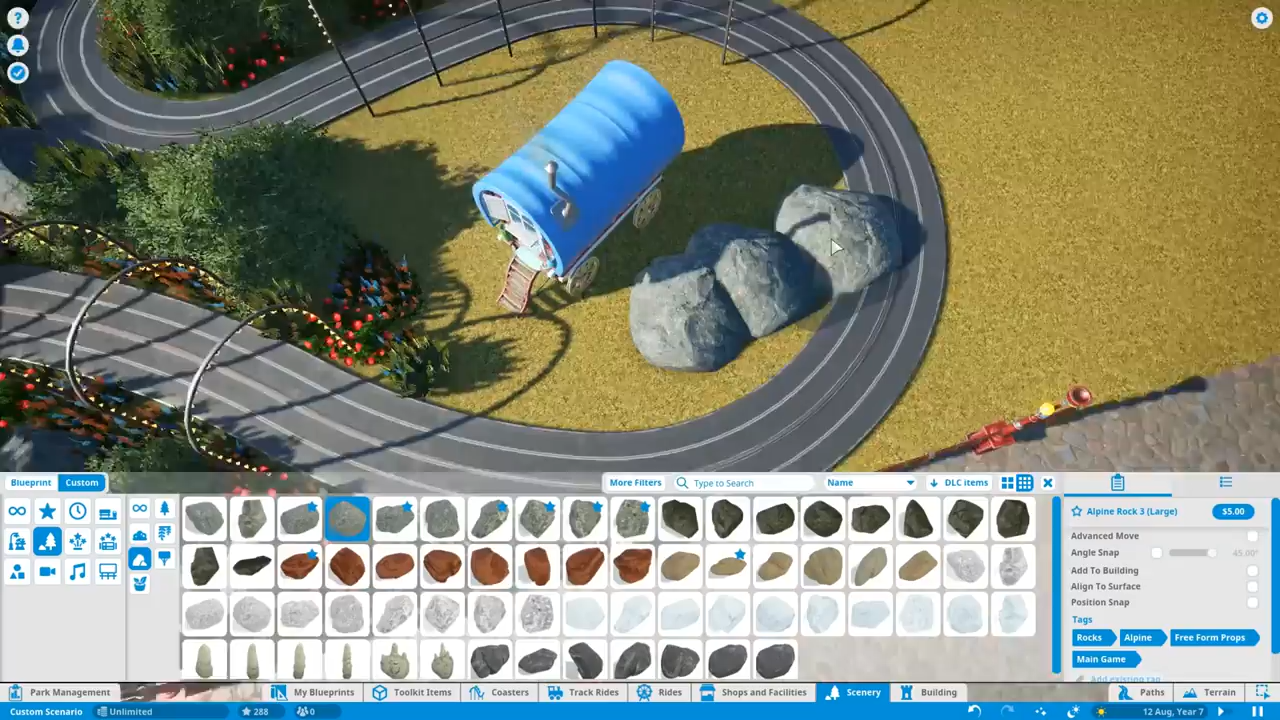 Blueprint Custom
More Filters Type to Search Name DLC items
Alpine Rock 3 (Large) $5.00
Advanced Move
Angle Snap 45.00°
Add To Building
Align To Surface
Position Snap
Tags
Rocks Alpine Free Form Props
Main Game
Add existing tag
Park Management My Blueprints Toolkit Items Coasters Track Rides Rides Shops and Facilities Scenery Building Paths Terrain
Custom Scenario Unlimited 288 0 12 Aug, Year 7